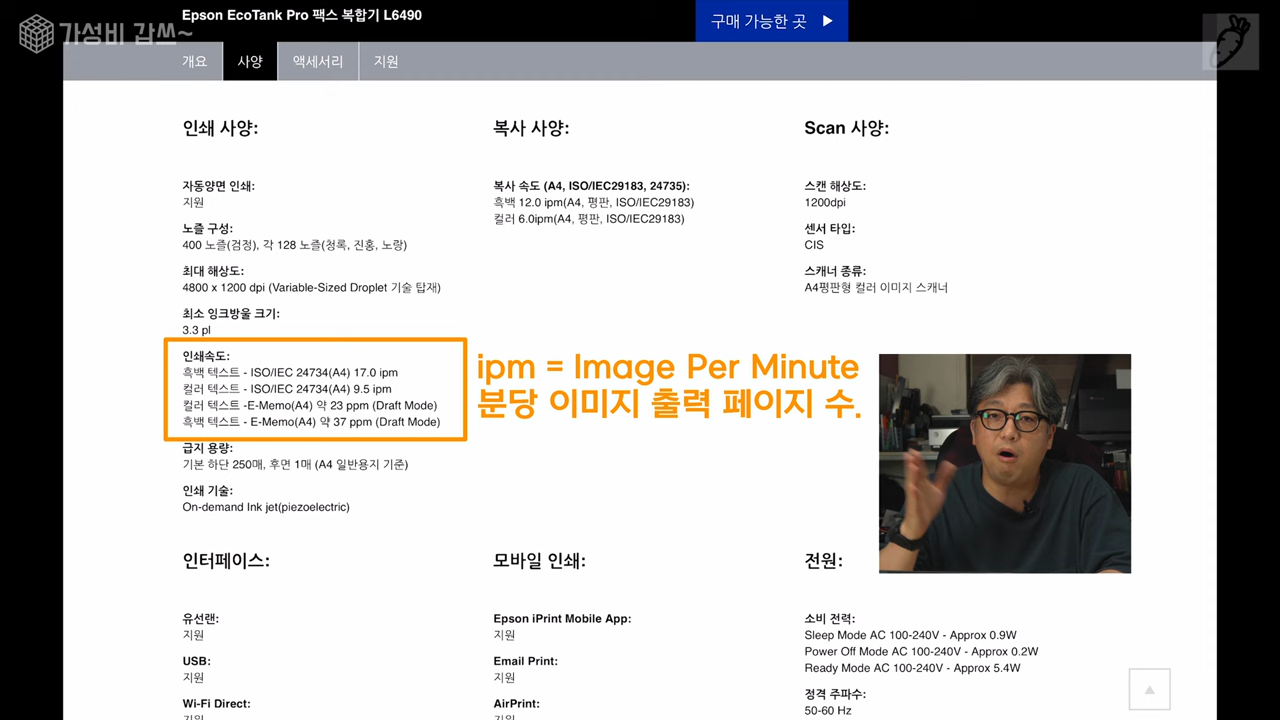 Epson EcoTank Pro 팩스 복합기 L6490
구매 가능한 곳
가성비 갑쓰~
개요
사양
액세서리
지원
인쇄 사양:
자동양면 인쇄:
지원
노즐 구성:
400 노즐(검정), 각 128 노즐(청록, 진홍, 노랑)
최대 해상도:
4800 x 1200 dpi (Variable-Sized Droplet 기술 탑재)
최소 잉크방울 크기:
3.3 pl
인쇄속도:
흑백 텍스트 - ISO/IEC 24734(A4) 17.0 ipm
컬러 텍스트 - ISO/IEC 24734(A4) 9.5 ipm
컬러 텍스트 -E-Memo(A4) 약 23 ppm (Draft Mode)
흑백 텍스트 - E-Memo(A4) 약 37 ppm (Draft Mode)
급지 용량:
기본 하단 250매, 후면 1매 (A4 일반용지 기준)
인쇄 기술:
On-demand Ink jet(piezoelectric)
복사 사양:
복사 속도 (A4, ISO/IEC29183, 24735):
흑백 12.0 ipm(A4, 평판, ISO/IEC29183)
컬러 6.0ipm(A4, 평판, ISO/IEC29183)
Scan 사양:
스캔 해상도:
1200dpi
센서 타입:
CIS
스캐너 종류:
A4평판형 컬러 이미지 스캐너
ipm = Image Per Minute
분당 이미지 출력 페이지 수.
인터페이스:
유선랜:
지원
USB:
지원
Wi-Fi Direct:
지원
모바일 인쇄:
Epson iPrint Mobile App:
지원
Email Print:
지원
AirPrint:
지원
전원:
소비 전력:
Sleep Mode AC 100-240V - Approx 0.9W
Power Off Mode AC 100-240V - Approx 0.2W
Ready Mode AC 100-240V - Approx 5.4W
정격 주파수:
50-60 Hz